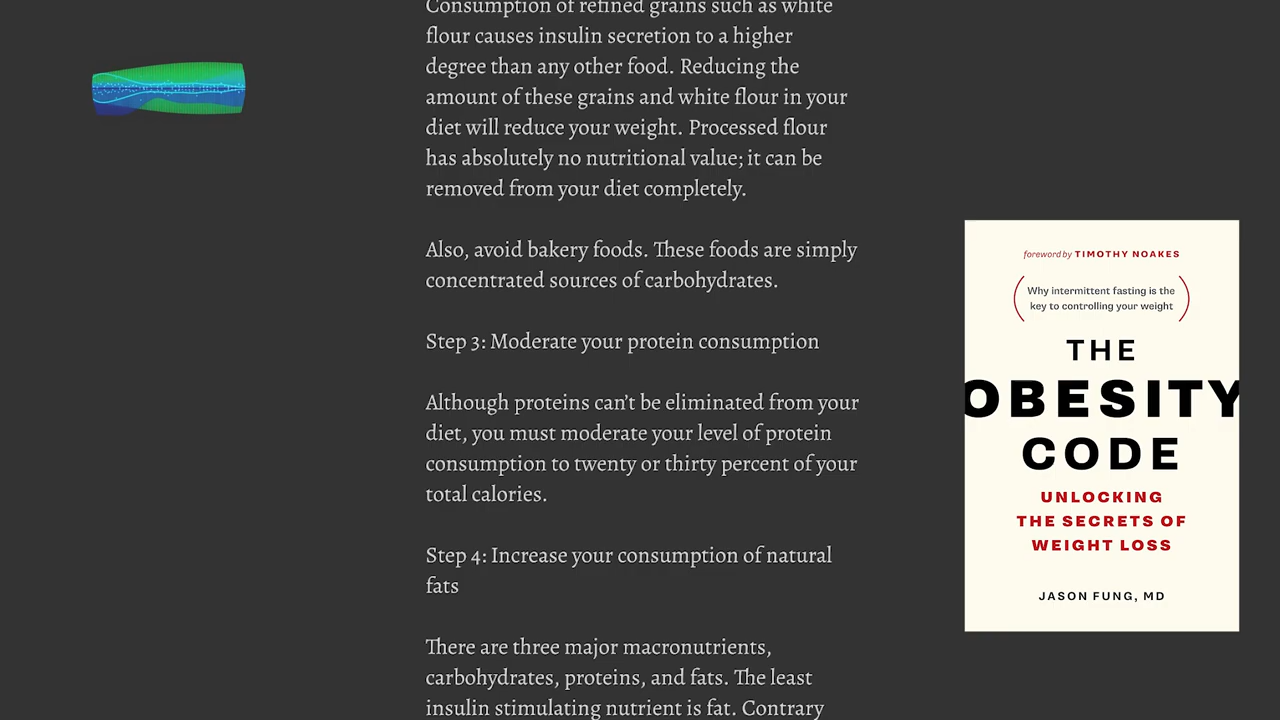 Consumption of refined grains such as white
flour causes insulin secretion to a higher
degree than any other food. Reducing the
amount of these grains and white flour in your
diet will reduce your weight. Processed flour
has absolutely no nutritional value; it can be
removed from your diet completely.
Also, avoid bakery foods. These foods are simply
concentrated sources of carbohydrates.
Step 3: Moderate your protein consumption
Although proteins can't be eliminated from your
diet, you must moderate your level of protein
consumption to twenty or thirty percent of your
total calories.
Step 4: Increase your consumption of natural
fats
There are three major macronutrients,
carbohydrates, proteins, and fats. The least
insulin stimulating nutrient is fat. Contrary
foreword by TIMOTHY NOAKES
Why intermittent fasting is the
key to controlling your weight
THE
OBESITY
CODE
UNLOCKING
THE SECRETS OF
WEIGHT LOSS
JASON FUNG, MD